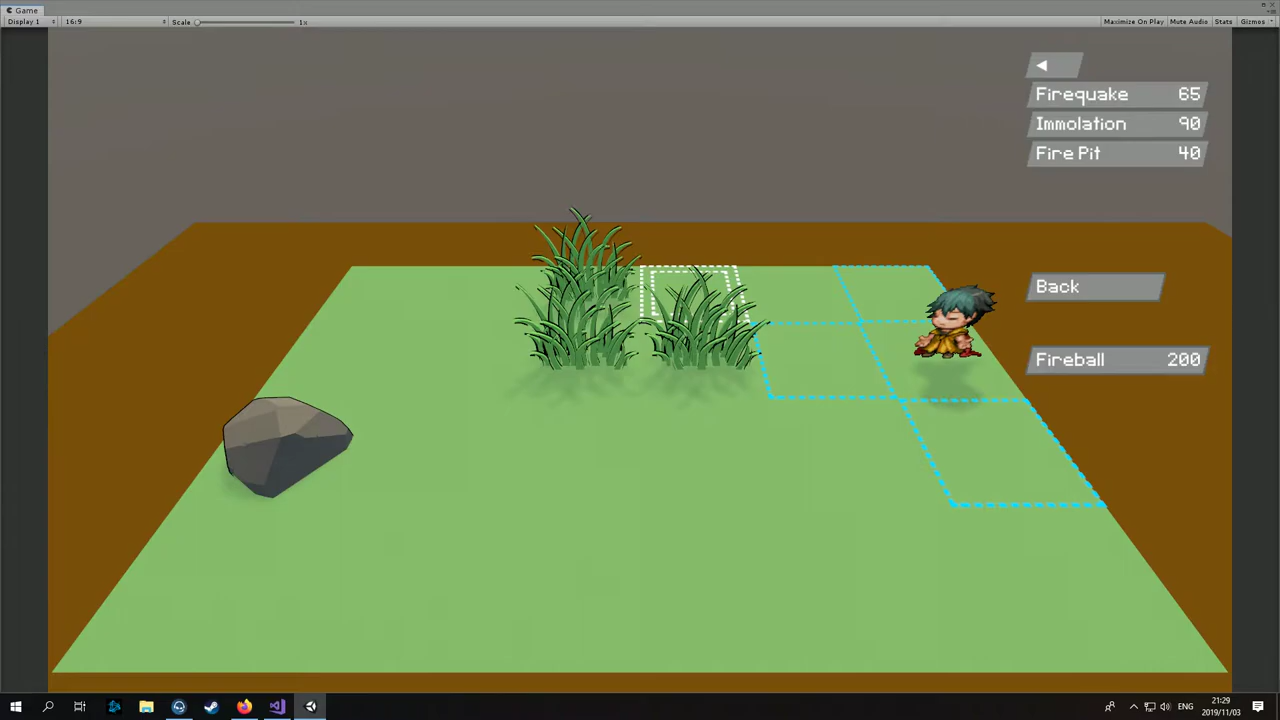 Game
Display 1 16:9 Scale 1x Maximize On Play Mute Audio Stats Gizmos
Firequake 65
Immolation 90
Fire Pit 40
Back
Fireball 200
ENG
21:29
2019/11/03